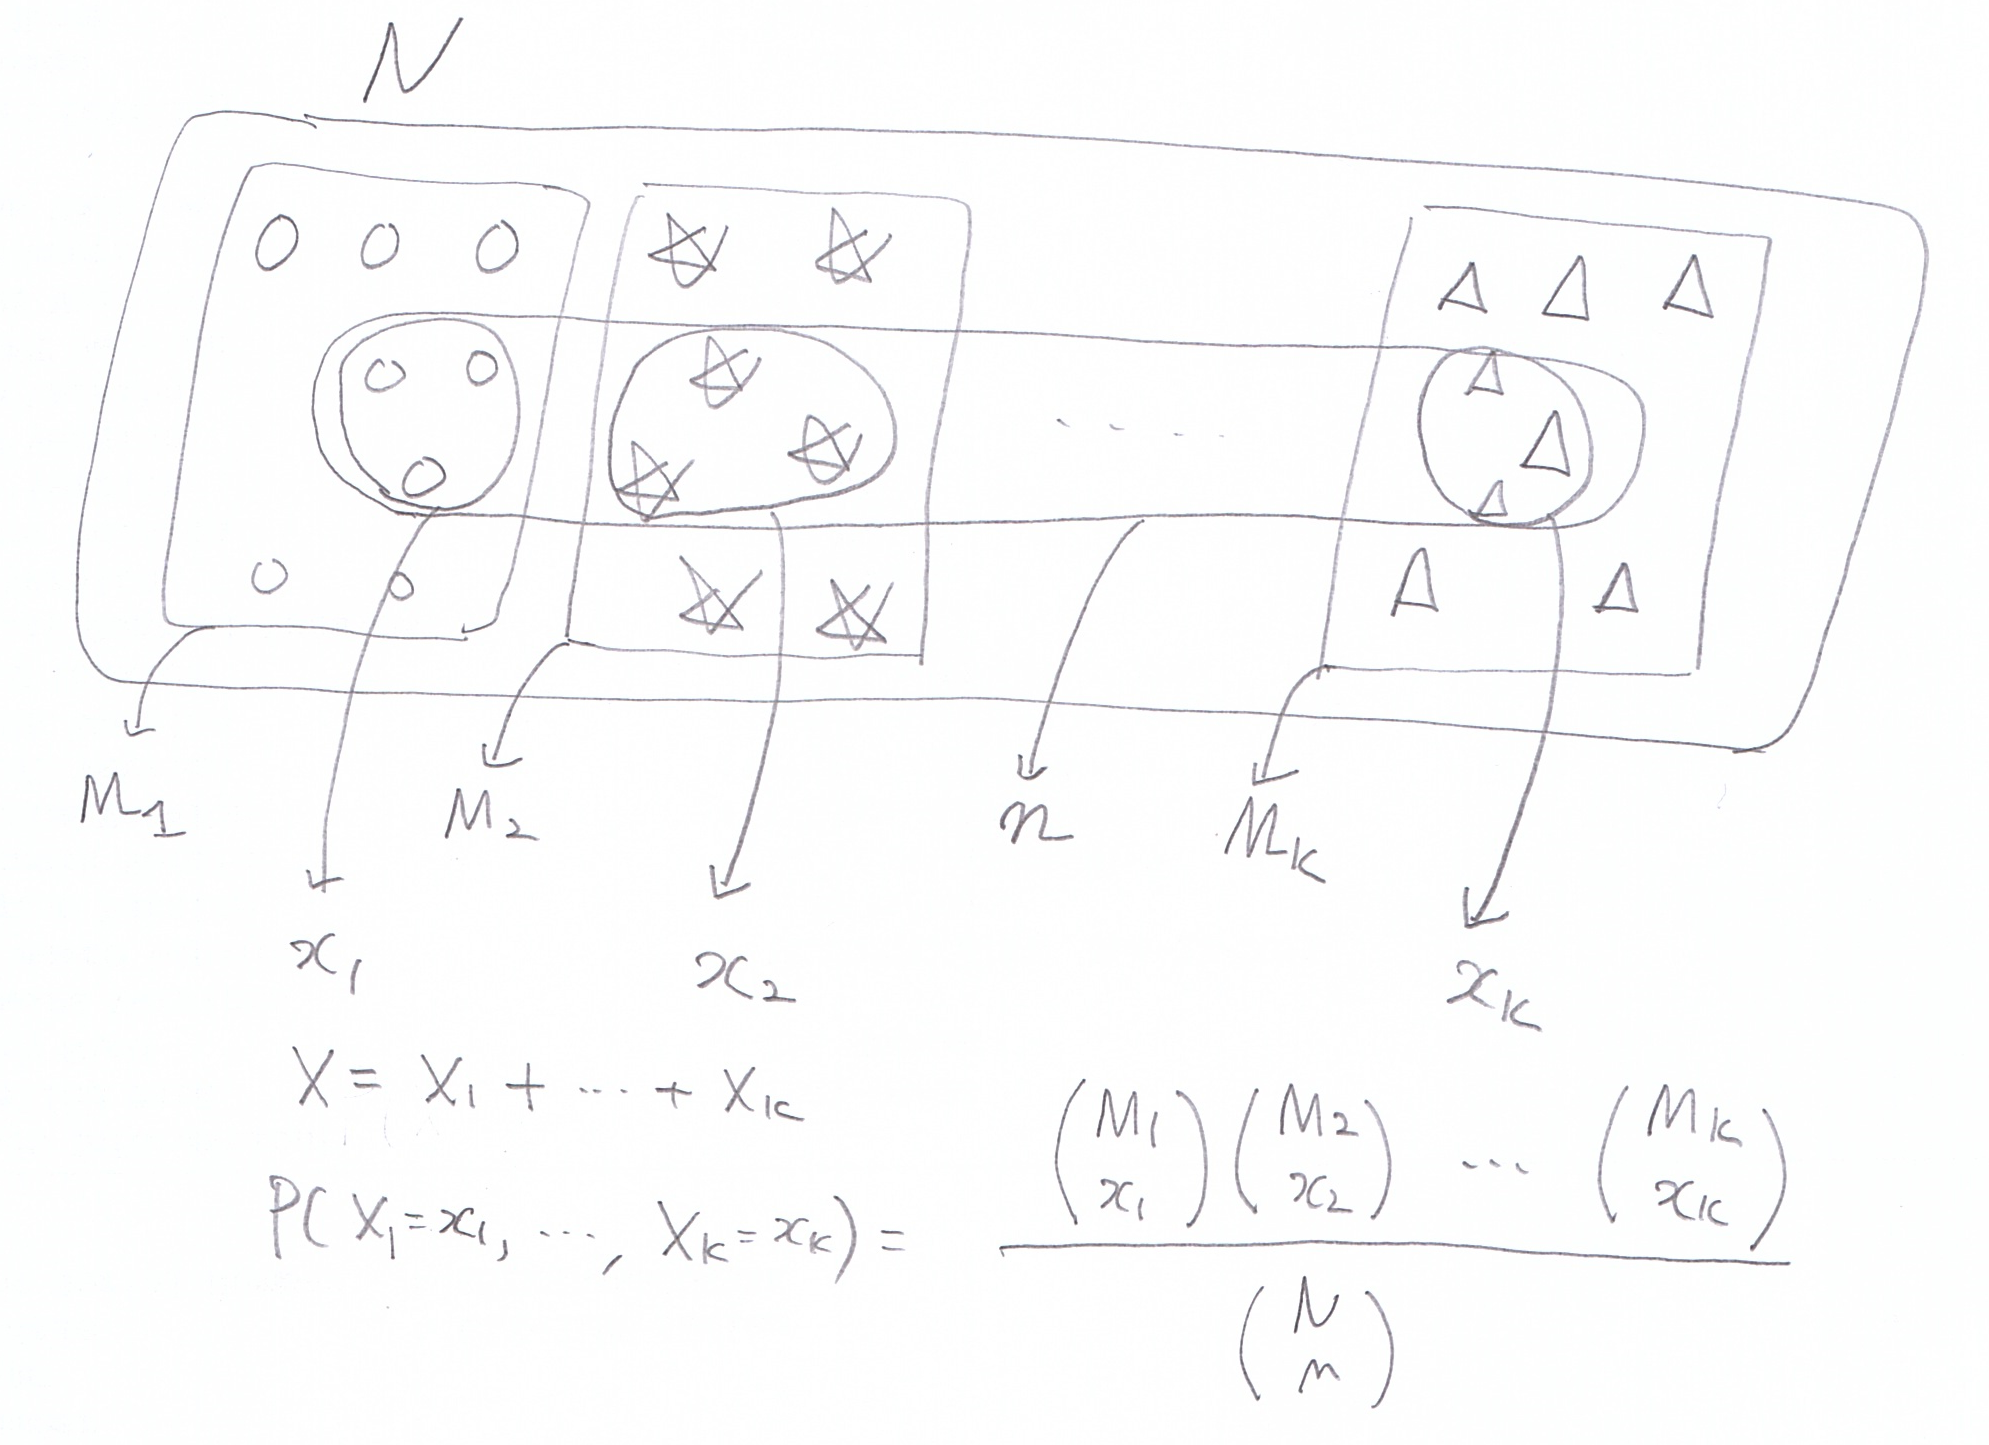 N
M1 M2 n Mk
x1 x2 xk
X = X1 + ... + Xk
P(X1=x1, ..., Xk=xk) = (M1 x1)(M2 x2) ... (Mk xk) / (N n)